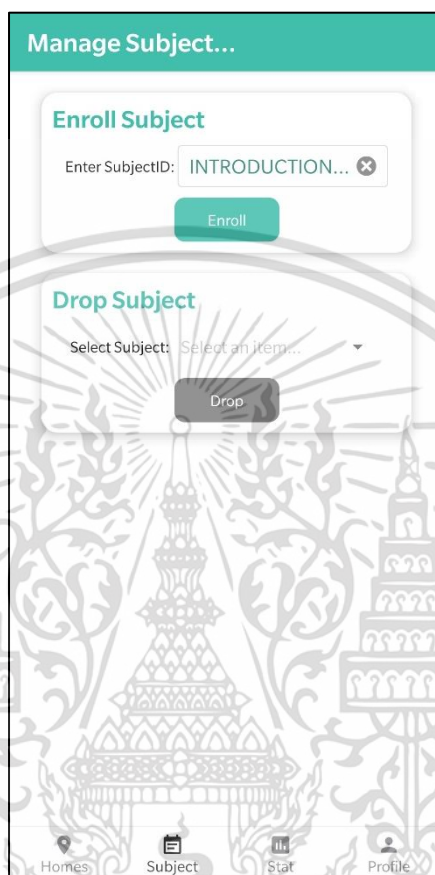 Manage Subject...
Enroll Subject
Enter SubjectID: INTRODUCTION...
Enroll
Drop Subject
Select Subject: Select an item...
Drop
Homes Subject Stat Profile